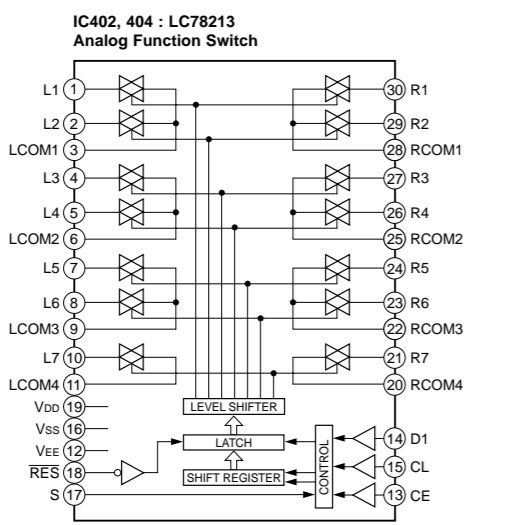 IC402, 404 : LC78213
Analog Function Switch
L1 1 30 R1
L2 2 29 R2
LCOM1 3 28 RCOM1
L3 4 27 R3
L4 5 26 R4
LCOM2 6 25 RCOM2
L5 7 24 R5
L6 8 23 R6
LCOM3 9 22 RCOM3
L7 10 21 R7
LCOM4 11 20 RCOM4
VDD 19 LEVEL SHIFTER
VSS 16 LATCH 14 D1
VEE 12
RES 18 SHIFT REGISTER CONTROL 15 CL
S 17 13 CE